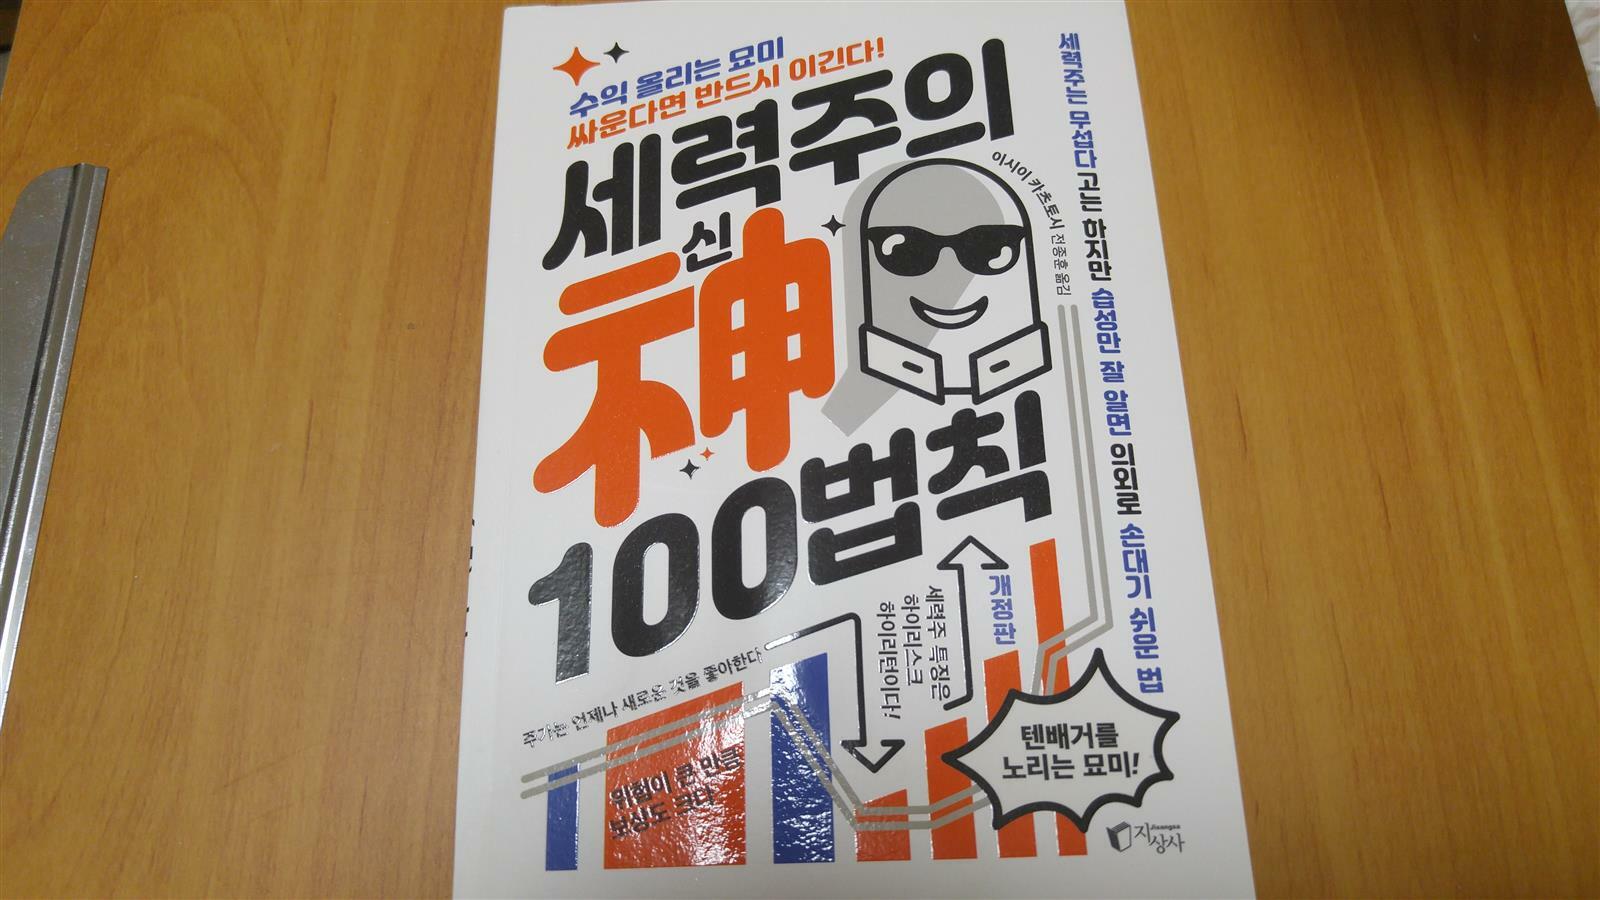 수익 올리는 묘미
싸운다면 반드시 이긴다!
세력주의
신
神
100법칙
이시이 카츠토시 전종훈 옮김
세력주는 무섭다고는 하지만 습성만 잘 알면 의외로 손대기 쉬운 법
개정판
세력주 특징은
하이리스크
하이리턴이다!
주가는 언제나 새로운 것을 좋아한다
위험이 큰 만큼
보상도 크다
텐배거를
노리는 묘미!
Jisangsa
지상사